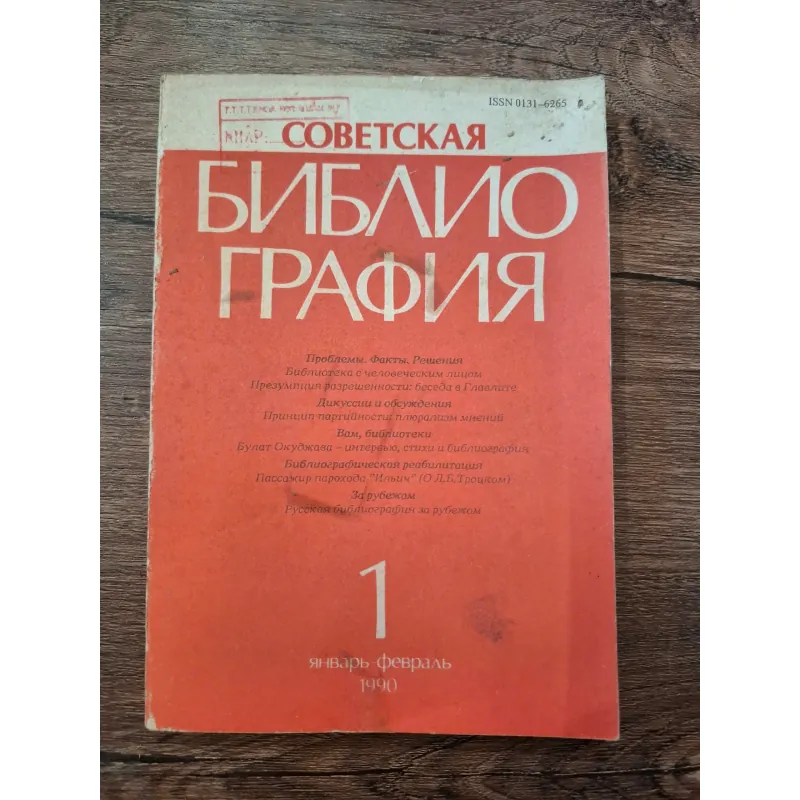 ISSN 0131-6265
NHẬP
СОВЕТСКАЯ
БИБЛИО
ГРАФИЯ
Проблемы. Факты. Решения
Библиотека с человеческим лицом
Презумпция разрешенности: беседа в Главлите
Дикуссии и обсуждения
Принцип партийности: плюрализм мнений
Вам, библиотеки
Булат Окуджава – интервью, стихи и библиография
Библиографическая реабилитация
Пассажир парохода "Ильич" (О Л.Б.Троцком)
За рубежом
Русская библиография за рубежом
1
январь-февраль
1990